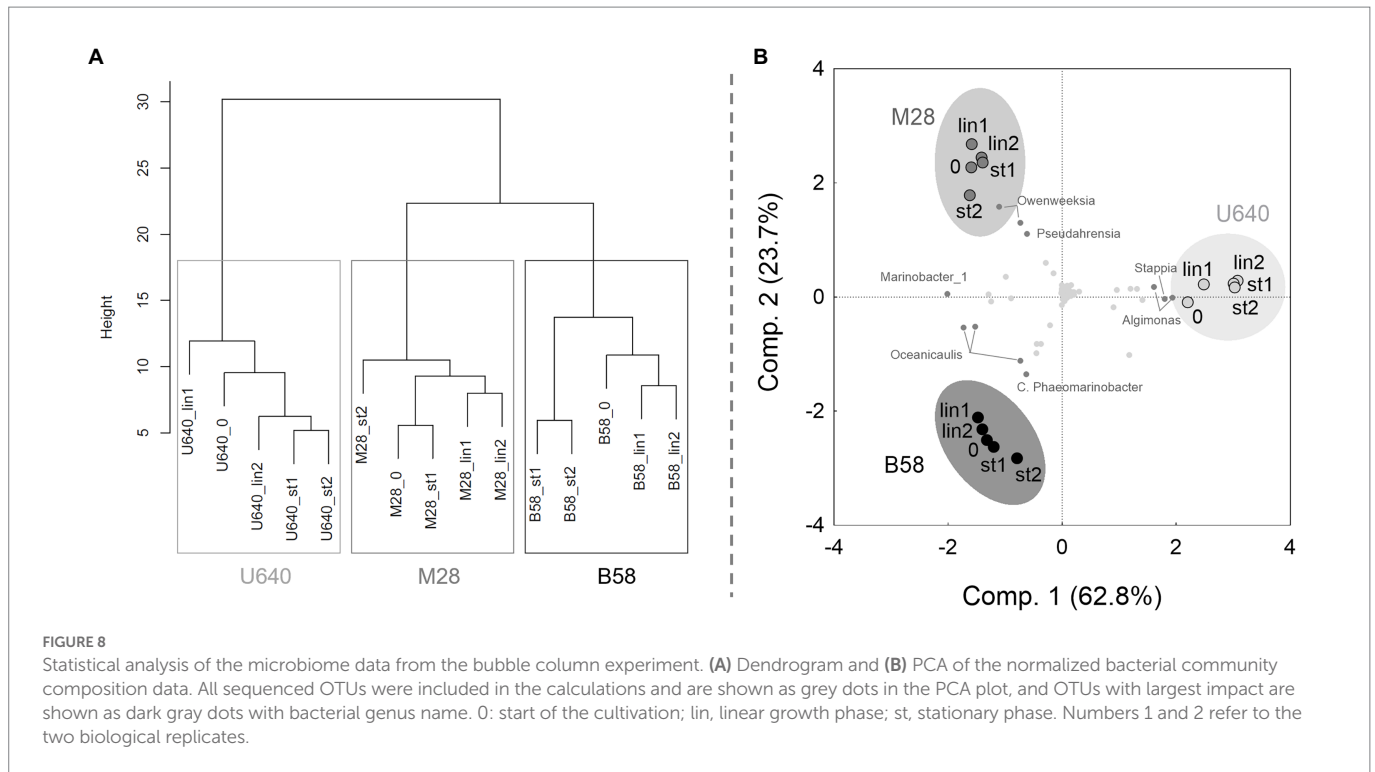 A
Height
30
25
20
15
10
5
U640_lin1
U640_0
U640_lin2
U640_st1
U640_st2
M28_st2
M28_0
M28_st1
M28_lin1
M28_lin2
B58_st1
B58_st2
B58_0
B58_lin1
B58_lin2
U640
M28
B58
B
Comp. 2 (23.7%)
4
2
0
-2
-4
M28
lin1
lin2
0
st1
st2
Owenweeksia
Pseudahrensia
U640
Marinobacter_1
Stappia
lin1
lin2
st1
st2
0
Algimonas
Oceanicaulis
C. Phaeomarinobacter
lin1
lin2
0
st1
st2
B58
-4
-2
0
2
4
Comp. 1 (62.8%)
FIGURE 8
Statistical analysis of the microbiome data from the bubble column experiment. (A) Dendrogram and (B) PCA of the normalized bacterial community
composition data. All sequenced OTUs were included in the calculations and are shown as grey dots in the PCA plot, and OTUs with largest impact are
shown as dark gray dots with bacterial genus name. 0: start of the cultivation; lin, linear growth phase; st, stationary phase. Numbers 1 and 2 refer to the
two biological replicates.